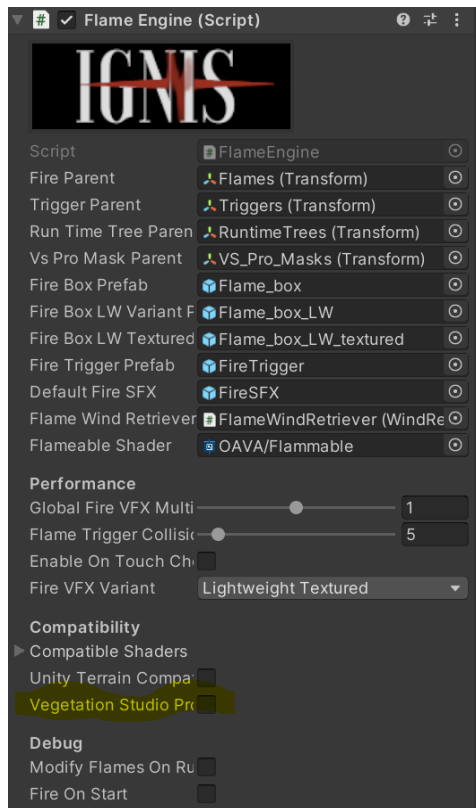 # Flame Engine (Script)
IGNIS
Script # FlameEngine
Fire Parent Flames (Transform)
Trigger Parent Triggers (Transform)
Run Time Tree Paren RuntimeTrees (Transform)
Vs Pro Mask Parent VS_Pro_Masks (Transform)
Fire Box Prefab Flame_box
Fire Box LW Variant P Flame_box_LW
Fire Box LW Textured Flame_box_LW_textured
Fire Trigger Prefab FireTrigger
Default Fire SFX FireSFX
Flame Wind Retriever # FlameWindRetriever (WindRe
Flameable Shader OAVA/Flammable
Performance
Global Fire VFX Multi 1
Flame Trigger Collisio 5
Enable On Touch Che
Fire VFX Variant Lightweight Textured
Compatibility
Compatible Shaders
Unity Terrain Compat
Vegetation Studio Pro
Debug
Modify Flames On Ru
Fire On Start